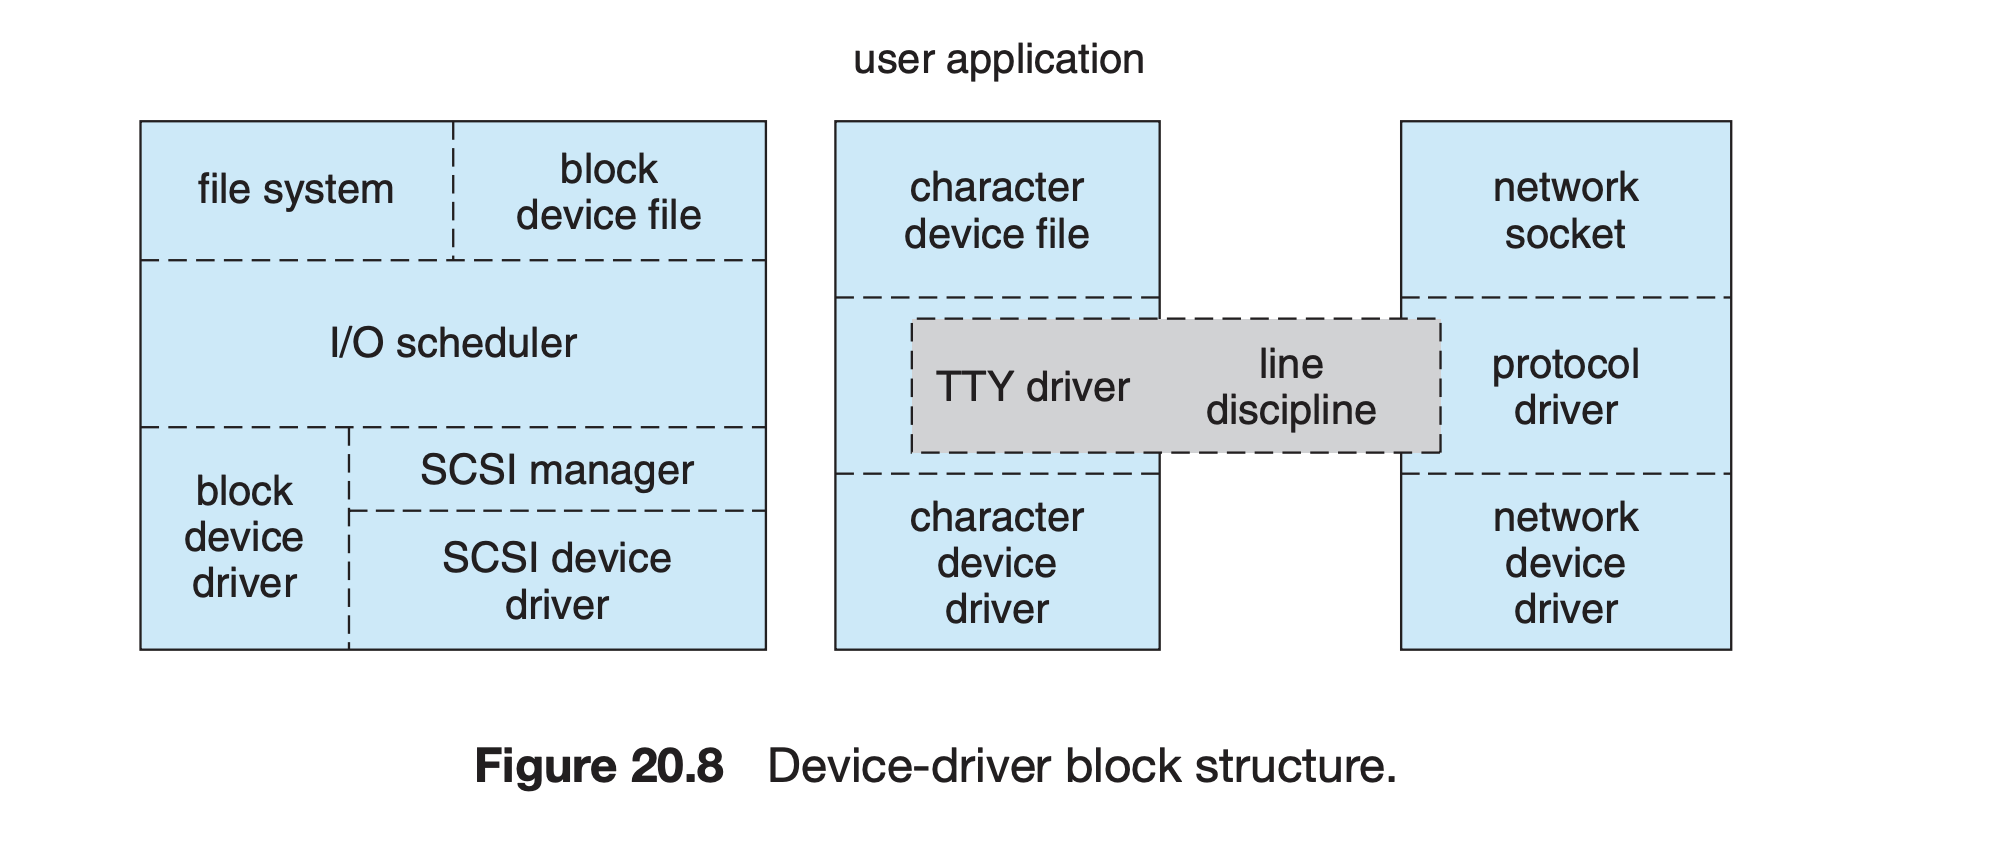 user application
file system
block
device file
I/O scheduler
block
device
driver
SCSI manager
SCSI device
driver
character
device file
TTY driver
line
discipline
character
device
driver
network
socket
protocol
driver
network
device
driver
Figure 20.8 Device-driver block structure.